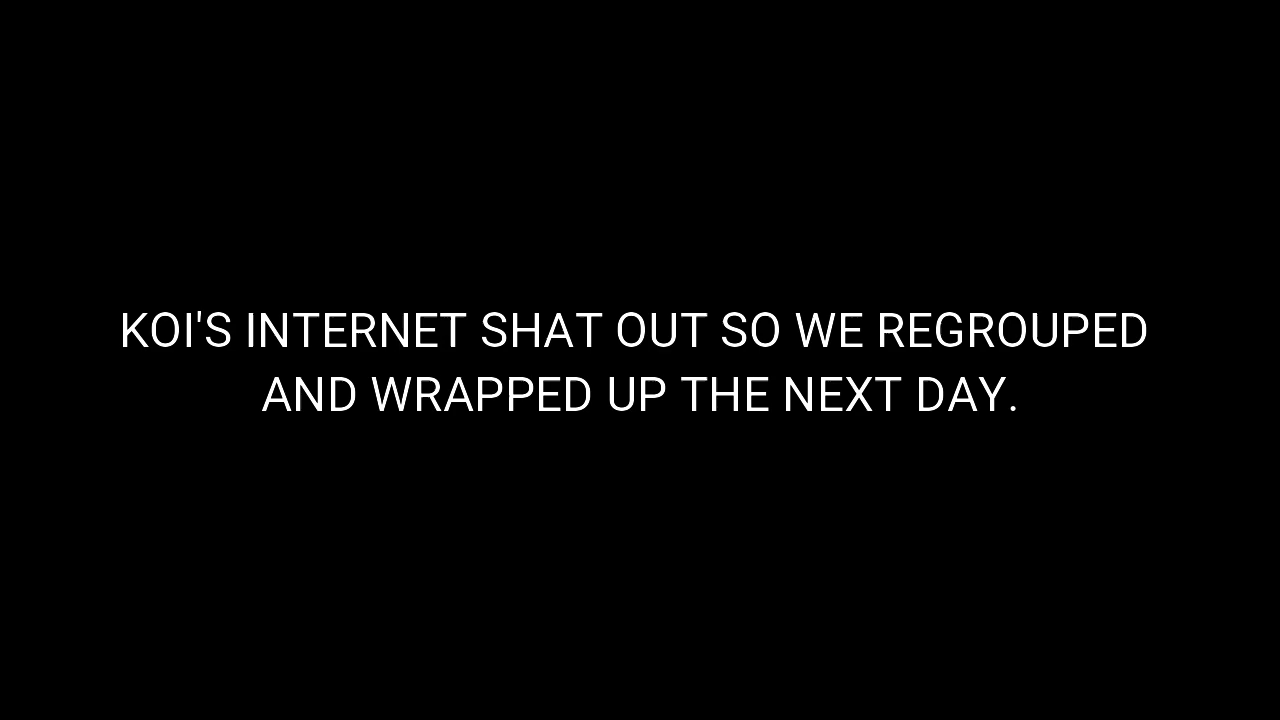 KOI'S INTERNET SHAT OUT SO WE REGROUPED
AND WRAPPED UP THE NEXT DAY.